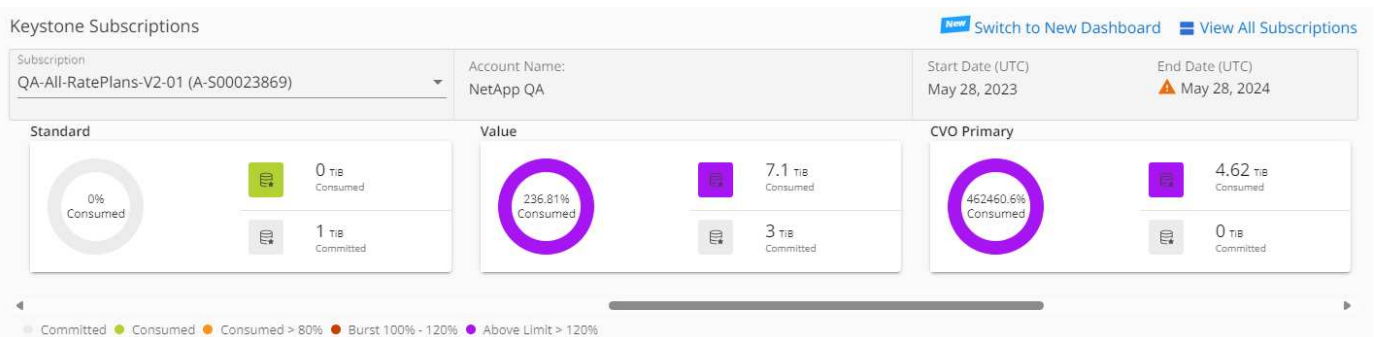 Keystone Subscriptions
New Switch to New Dashboard View All Subscriptions
Subscription
QA-All-RatePlans-V2-01 (A-S00023869)
Account Name:
NetApp QA
Start Date (UTC)
May 28, 2023
End Date (UTC)
May 28, 2024
Standard
0%
Consumed
0 TiB
Consumed
1 TiB
Committed
Value
236.81%
Consumed
7.1 TiB
Consumed
3 TiB
Committed
CVO Primary
462460.6%
Consumed
4.62 TiB
Consumed
0 TiB
Committed
Committed Consumed Consumed > 80% Burst 100% - 120% Above Limit > 120%